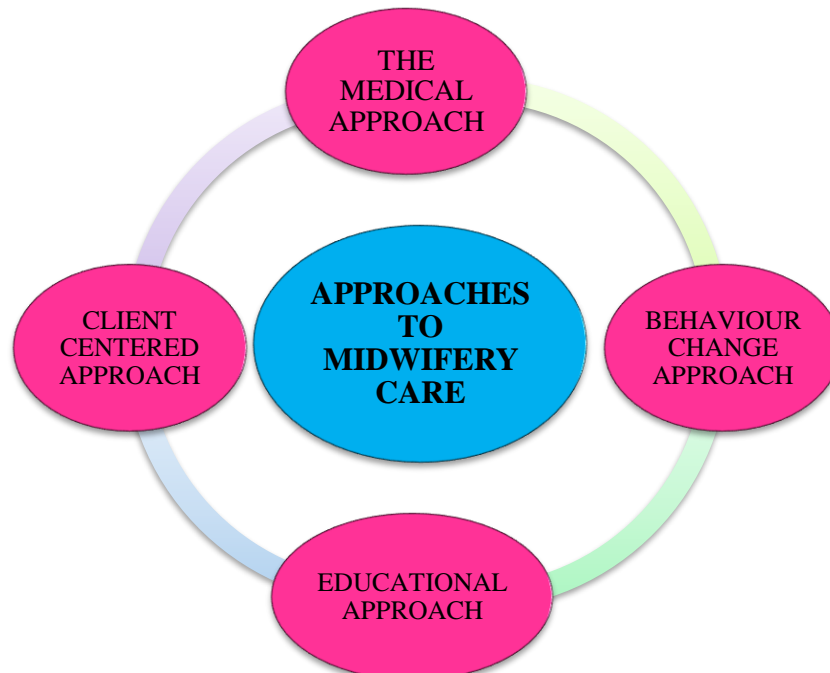 THE
MEDICAL
APPROACH
CLIENT
CENTERED
APPROACH
APPROACHES
TO
MIDWIFERY
CARE
BEHAVIOUR
CHANGE
APPROACH
EDUCATIONAL
APPROACH